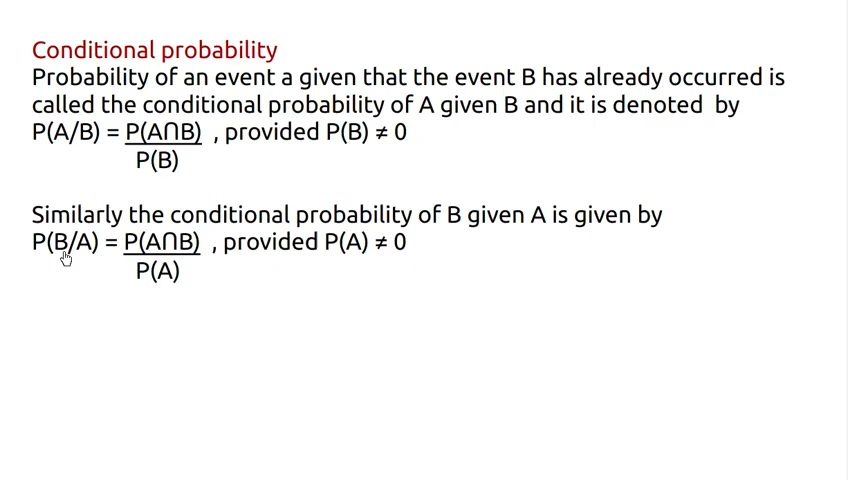 Conditional probability
Probability of an event a given that the event B has already occurred is
called the conditional probability of A given B and it is denoted  by
P(A/B) = P(A∩B)  , provided P(B) ≠ 0
P(B)
Similarly the conditional probability of B given A is given by
P(B/A) = P(A∩B)  , provided P(A) ≠ 0
P(A)